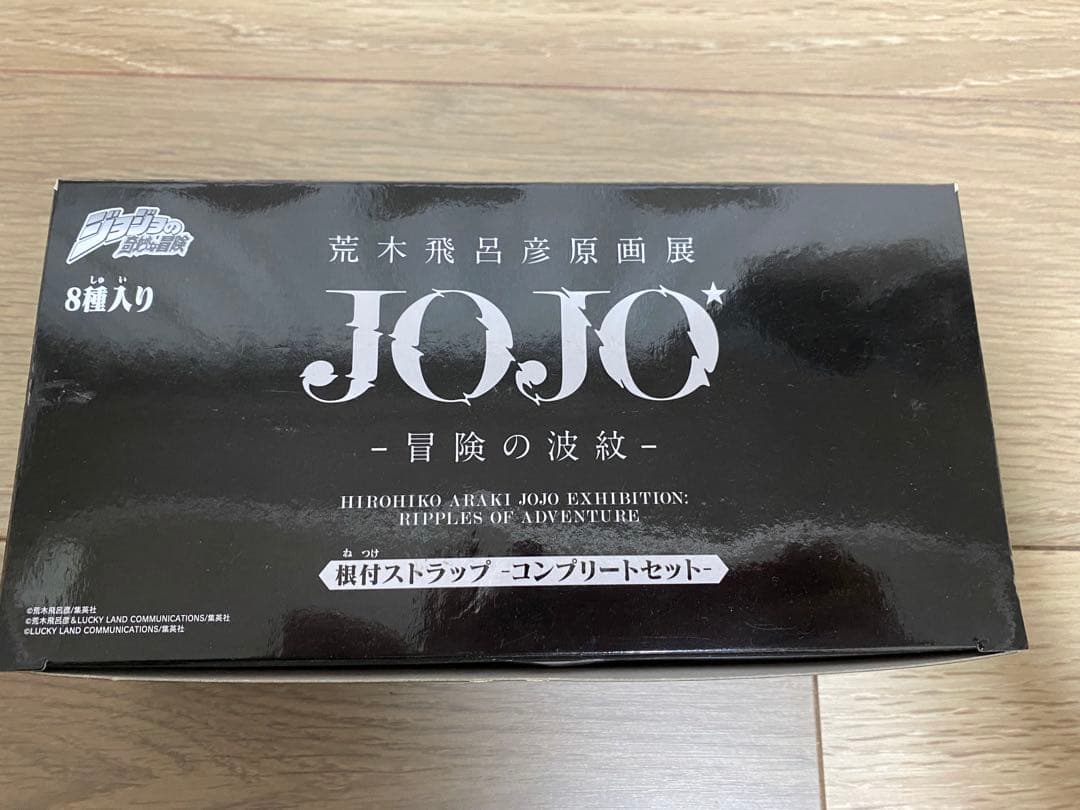 ジョジョの
奇妙な冒険
しゅ い
8種入り
荒木飛呂彦原画展
JOJO
-冒険の波紋-
HIROHIKO ARAKI JOJO EXHIBITION:
RIPPLES OF ADVENTURE
ね つけ
根付ストラップ -コンプリートセット-
©荒木飛呂彦/集英社
©荒木飛呂彦&LUCKY LAND COMMUNICATIONS/集英社
©LUCKY LAND COMMUNICATIONS/集英社